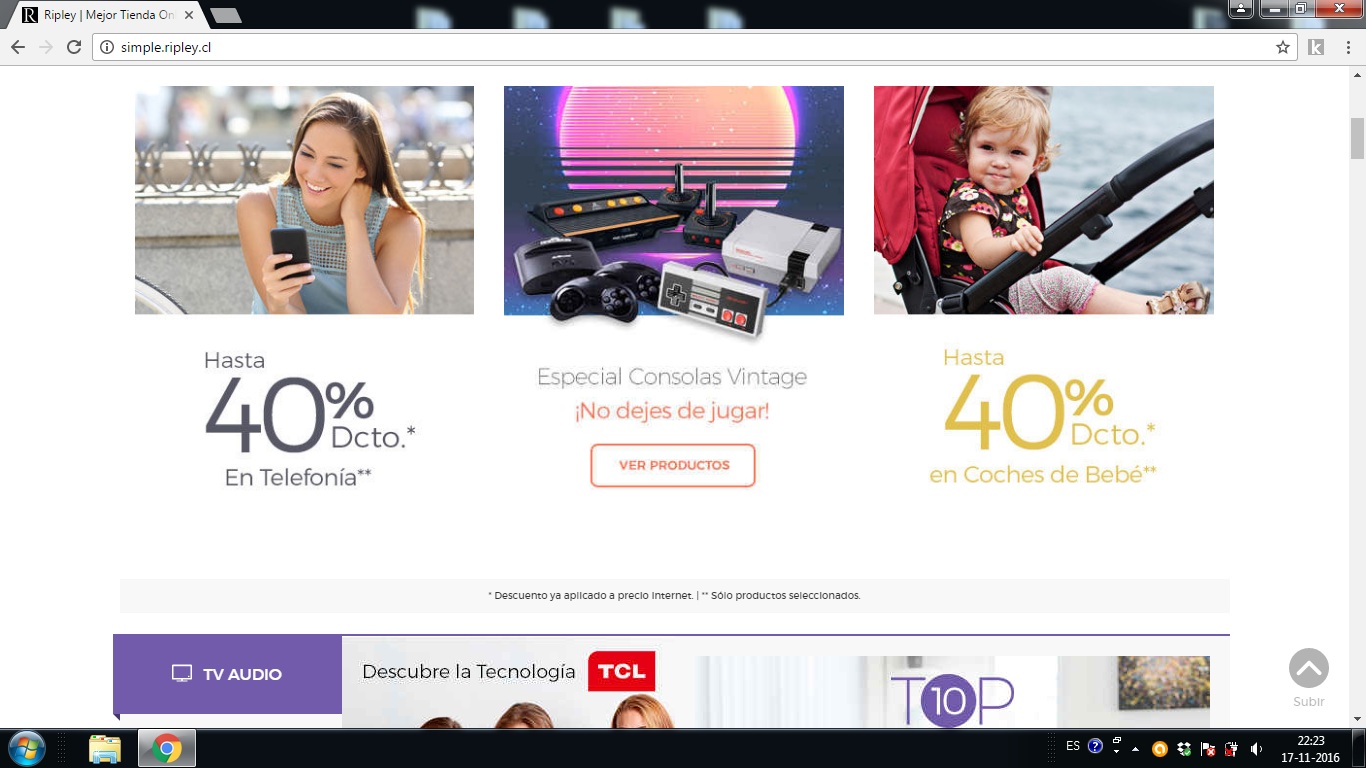 Ripley | Mejor Tienda On
simple.ripley.cl
Hasta
40%
Dcto.*
En Telefonía**
Especial Consolas Vintage
¡No dejes de jugar!
VER PRODUCTOS
Hasta
40%
Dcto.*
en Coches de Bebé**
* Descuento ya aplicado a precio internet. | ** Sólo productos seleccionados.
TV AUDIO
Descubre la Tecnología TCL
TOP 10
Subir
ES
22:23
17-11-2016